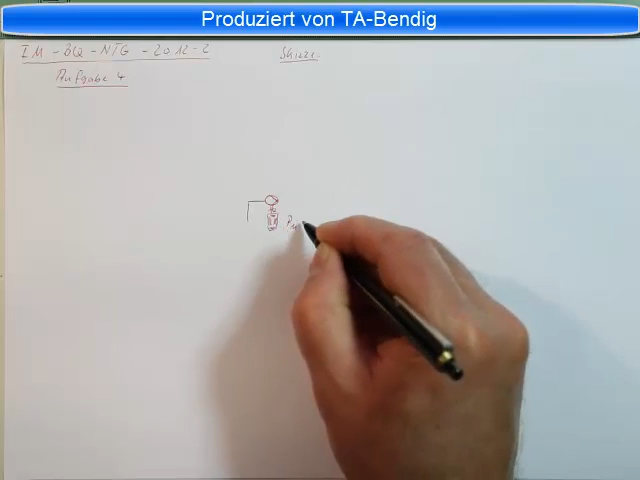 Produziert von TA-Bendig
IM - BQ - NTG - 2012-2
Skizze.
Aufgabe 4